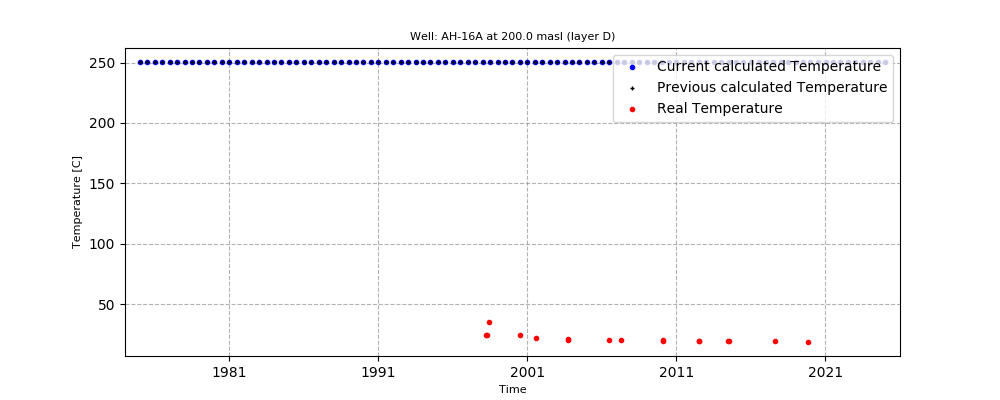 Well: AH-16A at 200.0 masl (layer D)
Temperature [C]
250
200
150
100
50
Current calculated Temperature
Previous calculated Temperature
Real Temperature
1981
1991
2001
2011
2021
Time